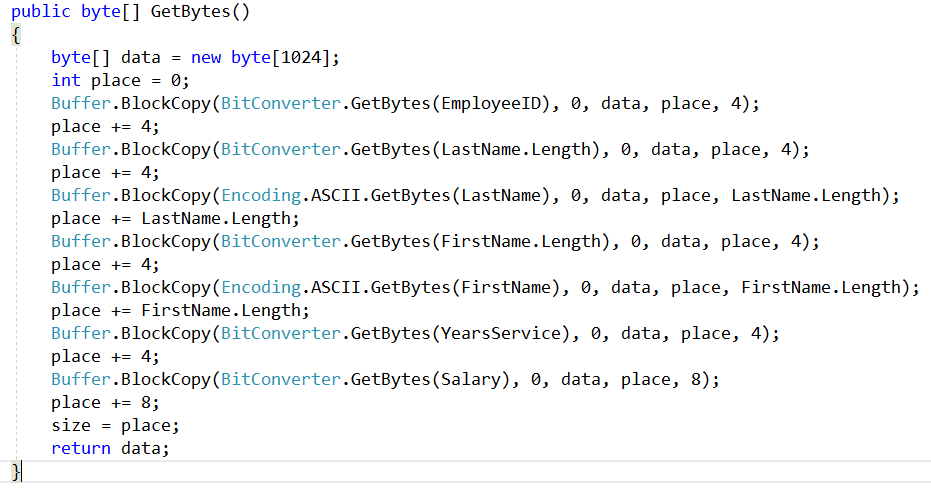 public byte[] GetBytes()
{
byte[] data = new byte[1024];
int place = 0;
Buffer.BlockCopy(BitConverter.GetBytes(EmployeeID), 0, data, place, 4);
place += 4;
Buffer.BlockCopy(BitConverter.GetBytes(LastName.Length), 0, data, place, 4);
place += 4;
Buffer.BlockCopy(Encoding.ASCII.GetBytes(LastName), 0, data, place, LastName.Length);
place += LastName.Length;
Buffer.BlockCopy(BitConverter.GetBytes(FirstName.Length), 0, data, place, 4);
place += 4;
Buffer.BlockCopy(Encoding.ASCII.GetBytes(FirstName), 0, data, place, FirstName.Length);
place += FirstName.Length;
Buffer.BlockCopy(BitConverter.GetBytes(YearsService), 0, data, place, 4);
place += 4;
Buffer.BlockCopy(BitConverter.GetBytes(Salary), 0, data, place, 8);
place += 8;
size = place;
return data;
}